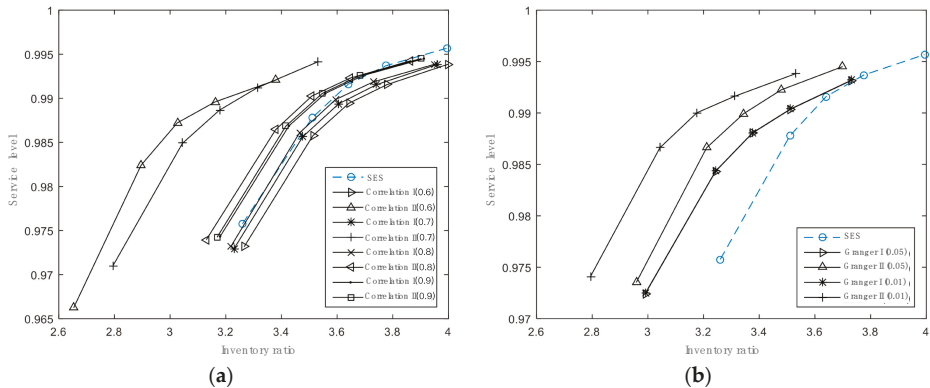 1
0.995
0.99
0.985
0.98
0.975
0.97
0.965
Service level
2.6
2.8
3
3.2
3.4
3.6
3.8
4
Inventory ratio
SES
Correlation I(0.6)
Correlation II(0.6)
Correlation I(0.7)
Correlation II(0.7)
Correlation I(0.8)
Correlation II(0.8)
Correlation I(0.9)
Correlation II(0.9)
(a)
1
0.995
0.99
0.985
0.98
0.975
0.97
Service level
2.6
2.8
3
3.2
3.4
3.6
3.8
4
Inventory ratio
SES
Granger I (0.05)
Granger II (0.05)
Granger I (0.01)
Granger II (0.01)
(b)